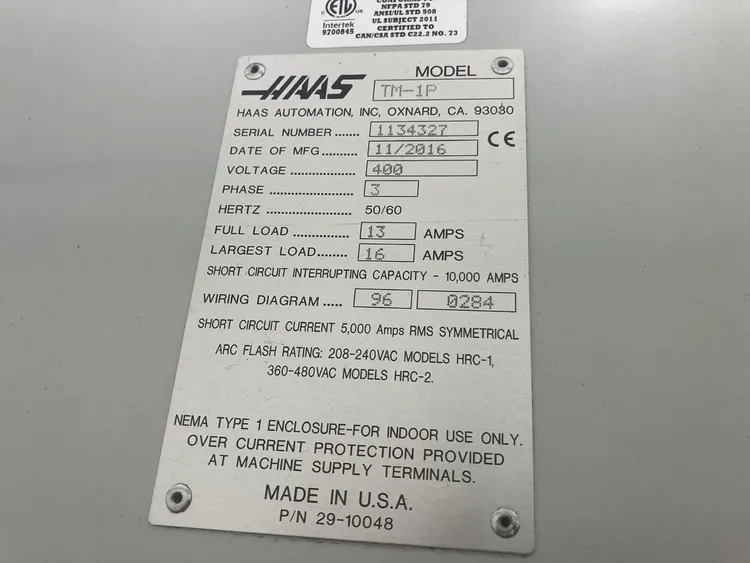 NFPA STD 79
ANSI/UL STD 508
UL SUBJECT 2011
CERTIFIED TO
CAN/CSA STD C22.2 NO. 73
ETL
C US
Intertek
9700845
HAAS
MODEL
TM-1P
HAAS AUTOMATION, INC, OXNARD, CA. 93030
SERIAL NUMBER ...... 1134327
CE
DATE OF MFG ......... 11/2016
VOLTAGE ................. 400
PHASE ..................... 3
HERTZ .................... 50/60
FULL LOAD .............. 13 AMPS
LARGEST LOAD........ 16 AMPS
SHORT CIRCUIT INTERRUPTING CAPACITY - 10,000 AMPS
WIRING DIAGRAM ..... 96 0284
SHORT CIRCUIT CURRENT 5,000 Amps RMS SYMMETRICAL
ARC FLASH RATING: 208-240VAC MODELS HRC-1,
360-480VAC MODELS HRC-2.
NEMA TYPE 1 ENCLOSURE-FOR INDOOR USE ONLY.
OVER CURRENT PROTECTION PROVIDED
AT MACHINE SUPPLY TERMINALS.
MADE IN U.S.A.
P/N 29-10048